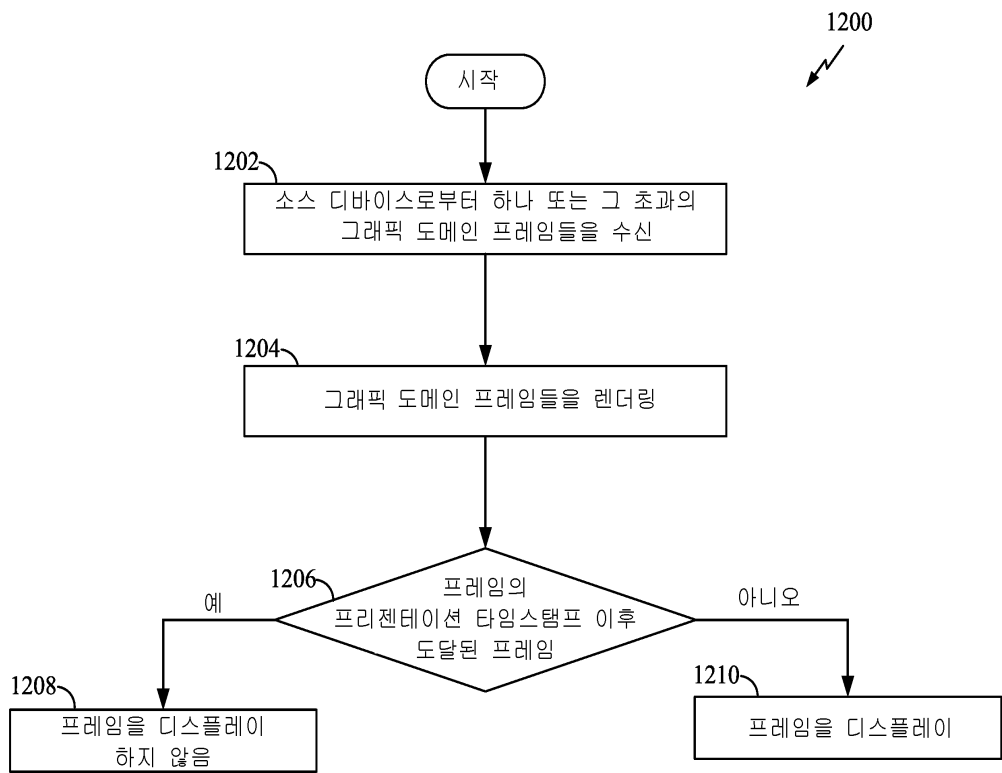 1200
시작
1202
소스 디바이스로부터 하나 또는 그 초과의
그래픽 도메인 프레임들을 수신
1204
그래픽 도메인 프레임들을 렌더링
1206
프레임의
프리젠테이션 타임스탬프 이후
도달된 프레임
예
아니오
1208
프레임을 디스플레이
하지 않음
1210
프레임을 디스플레이